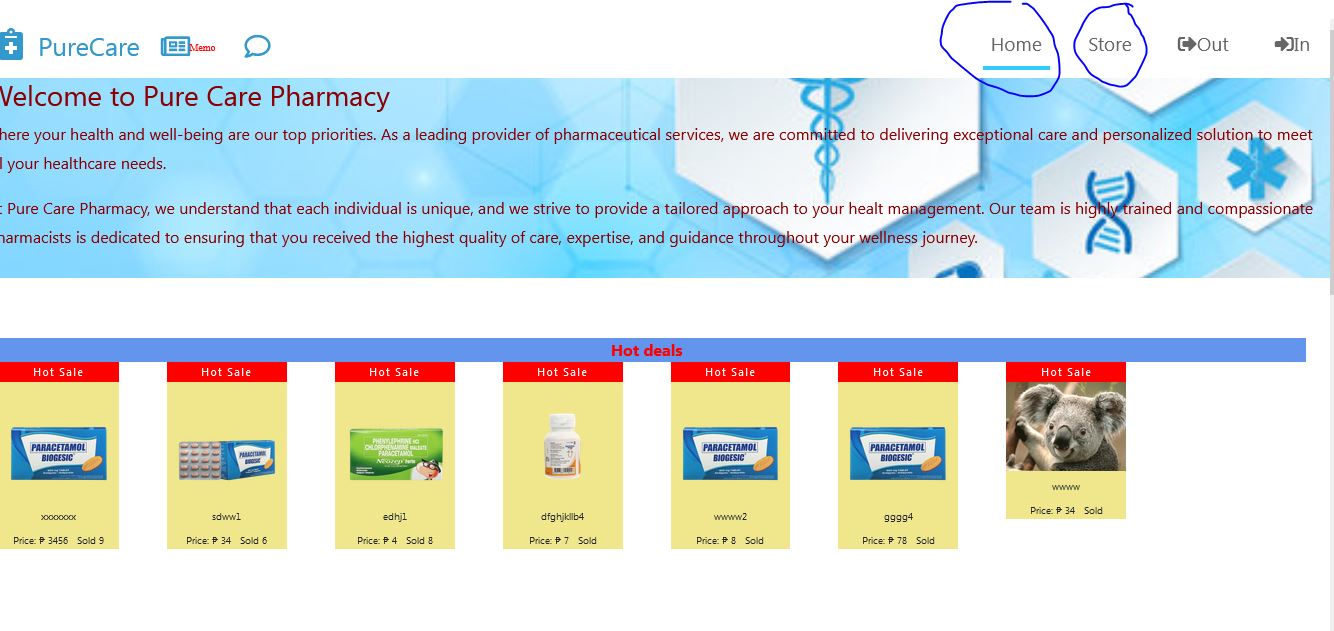 PureCare Memo Home Store Out In
Welcome to Pure Care Pharmacy
here your health and well-being are our top priorities. As a leading provider of pharmaceutical services, we are committed to delivering exceptional care and personalized solution to meet
l your healthcare needs.
t Pure Care Pharmacy, we understand that each individual is unique, and we strive to provide a tailored approach to your healt management. Our team is highly trained and compassionate
harmacists is dedicated to ensuring that you received the highest quality of care, expertise, and guidance throughout your wellness journey.
Hot deals
Hot Sale Hot Sale Hot Sale Hot Sale Hot Sale Hot Sale Hot Sale
PARACETAMOL
BIOGESIC
PARACETAMOL
BIOGESIC
PHENYLEPHRINE HCl
CHLORPHENAMINE MALEATE
PARACETAMOL
Neozep Forte
PARACETAMOL
BIOGESIC
PARACETAMOL
BIOGESIC
xxxxxxx sdww1 edhj1 dfghjkllb4 wwww2 gggg4 wwww
Price: ₱ 3456 Sold 9
Price: ₱ 34 Sold 6
Price: ₱ 4 Sold 8
Price: ₱ 7 Sold
Price: ₱ 8 Sold
Price: ₱ 78 Sold
Price: ₱ 34 Sold